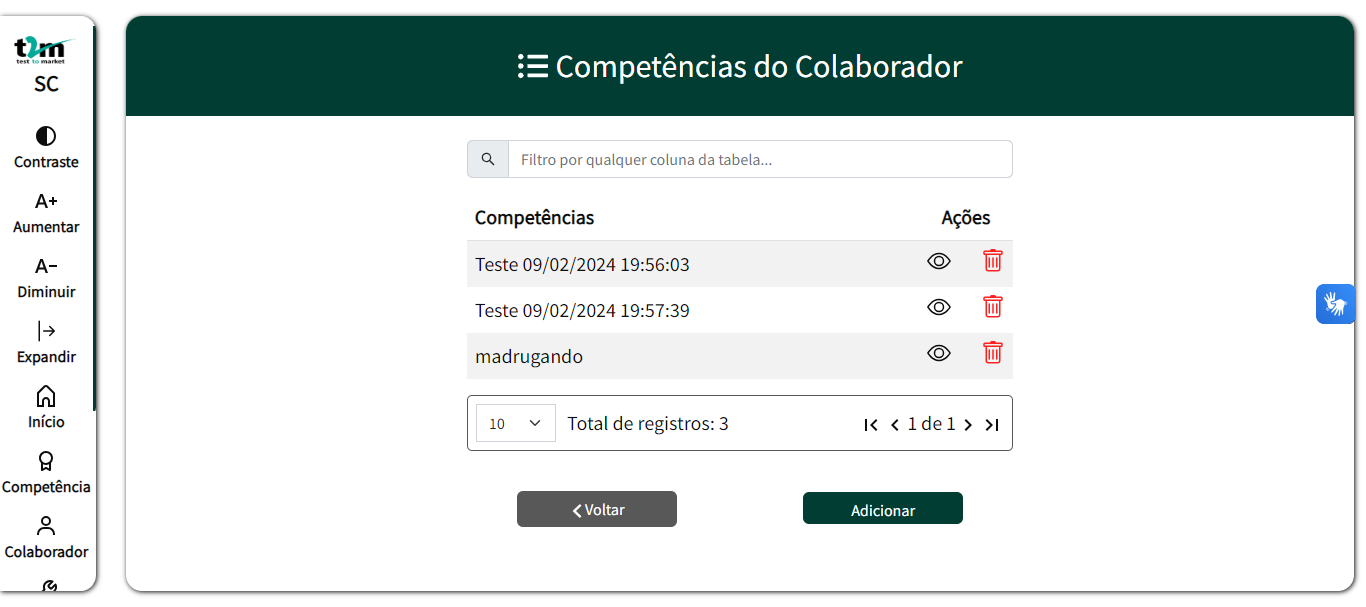 t2m
test to market
SC
Contraste
A+
Aumentar
A-
Diminuir
Expandir
Início
Competência
Colaborador
Competências do Colaborador
Filtro por qualquer coluna da tabela...
Competências Ações
Teste 09/02/2024 19:56:03
Teste 09/02/2024 19:57:39
madrugando
10 Total de registros: 3 1 de 1
Voltar Adicionar